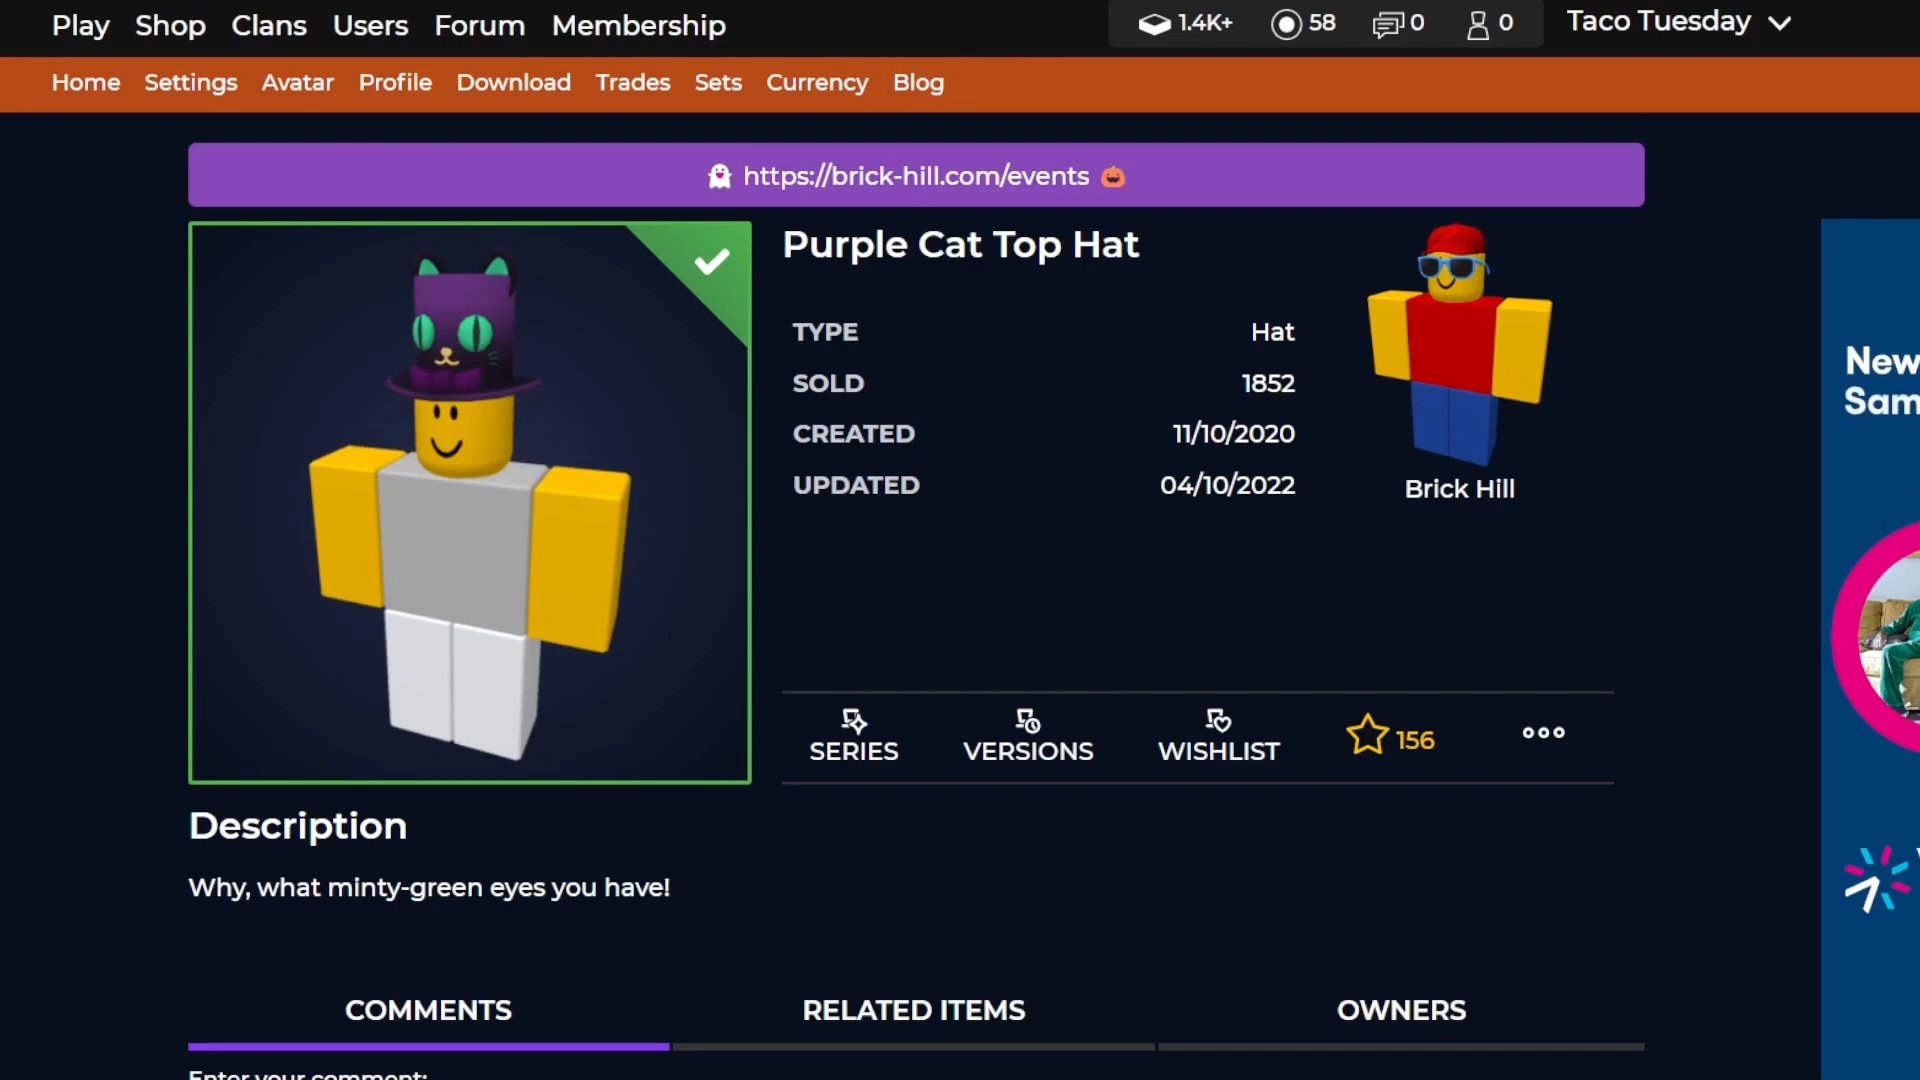 Play Shop Clans Users Forum Membership 1.4K+ 58 0 0 Taco Tuesday
Home Settings Avatar Profile Download Trades Sets Currency Blog
https://brick-hill.com/events
Purple Cat Top Hat
TYPE Hat
SOLD 1852
CREATED 11/10/2020
UPDATED 04/10/2022
Brick Hill
New
Sam
SERIES VERSIONS WISHLIST 156
Description
Why, what minty-green eyes you have!
COMMENTS RELATED ITEMS OWNERS
Enter your comment: